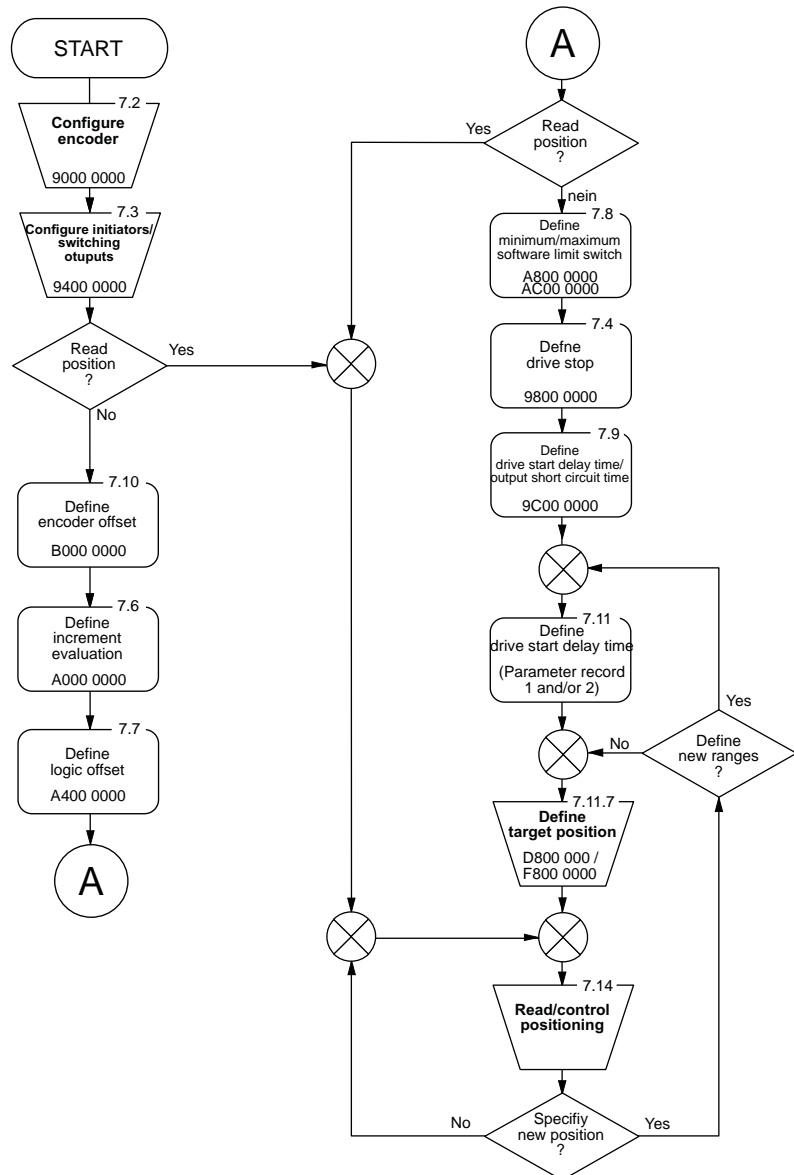 START
7.2
Configure
encoder
9000 0000
7.3
Configure initiators/
switching
otuputs
9400 0000
Read
position
?
Yes
No
7.10
Define
encoder offset
B000 0000
7.6
Define
increment
evaluation
A000 0000
7.7
Define
logic offset
A400 0000
A
A
Yes
Read
position
?
nein
7.8
Define
minimum/maximum
software limit switch
A800 0000
AC00 0000
7.4
Defne
drive stop
9800 0000
7.9
Define
drive start delay time/
output short circuit time
9C00 0000
7.11
Define
drive start delay time
(Parameter record
1 and/or 2)
Yes
No
Define
new ranges
?
7.11.7
Define
target position
D800 000 /
F800 0000
7.14
Read/control
positioning
No
Specifiy
new position
?
Yes